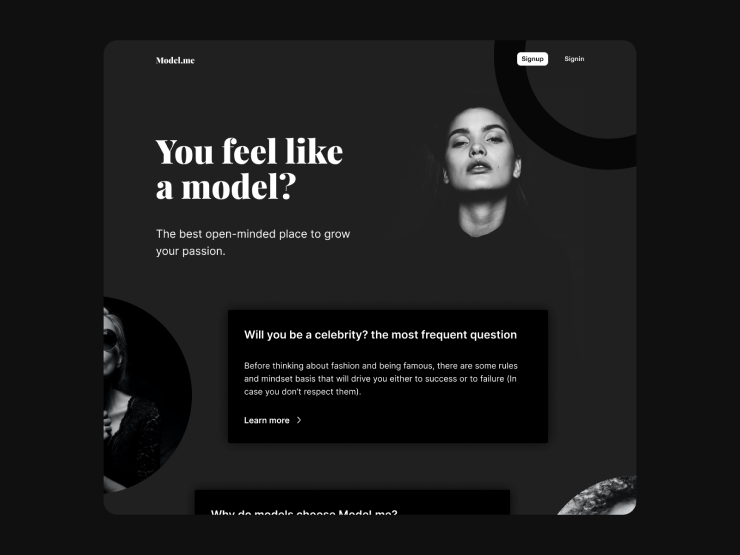 Model.me
Signup
Signin
You feel like
a model?
The best open-minded place to grow
your passion.
Will you be a celebrity? the most frequent question
Before thinking about fashion and being famous, there are some rules
and mindset basis that will drive you either to success or to failure (In
case you don't respect them).
Learn more
Why do models choose Model.me?